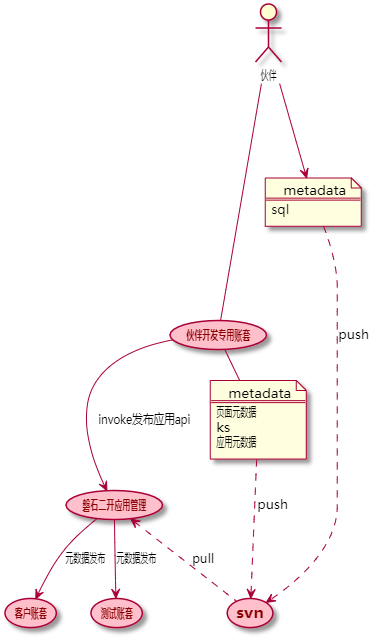 伙伴
metadata
sql
push
伙伴开发专用账套
metadata
页面元数据
ks
应用元数据
invoke发布应用api
push
磐石二开应用管理
元数据发布
元数据发布
pull
客户账套
测试账套
svn